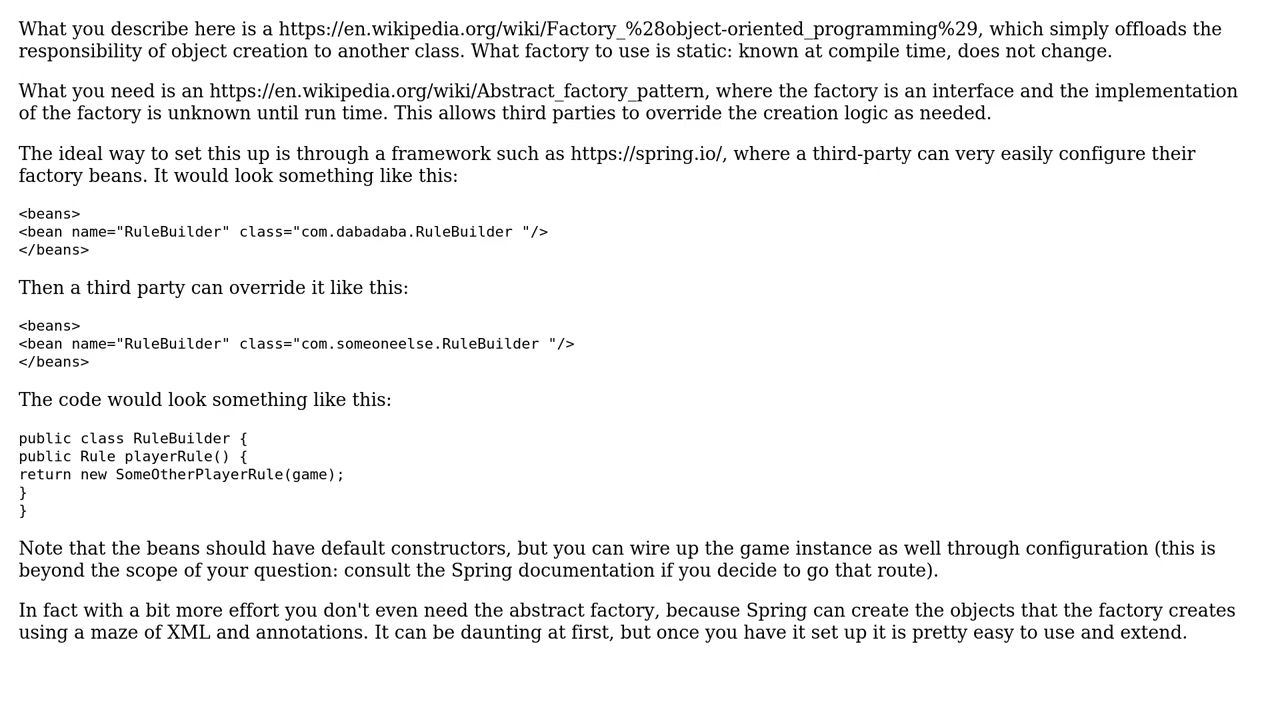 What you describe here is a https://en.wikipedia.org/wiki/Factory_%28object-oriented_programming%29, which simply offloads the
responsibility of object creation to another class. What factory to use is static: known at compile time, does not change.
What you need is an https://en.wikipedia.org/wiki/Abstract_factory_pattern, where the factory is an interface and the implementation
of the factory is unknown until run time. This allows third parties to override the creation logic as needed.
The ideal way to set this up is through a framework such as https://spring.io/, where a third-party can very easily configure their
factory beans. It would look something like this:
<beans>
<bean name="RuleBuilder" class="com.dabadaba.RuleBuilder "/>
</beans>
Then a third party can override it like this:
<beans>
<bean name="RuleBuilder" class="com.someoneelse.RuleBuilder "/>
</beans>
The code would look something like this:
public class RuleBuilder {
public Rule playerRule() {
return new SomeOtherPlayerRule(game);
}
}
Note that the beans should have default constructors, but you can wire up the game instance as well through configuration (this is
beyond the scope of your question: consult the Spring documentation if you decide to go that route).
In fact with a bit more effort you don't even need the abstract factory, because Spring can create the objects that the factory creates
using a maze of XML and annotations. It can be daunting at first, but once you have it set up it is pretty easy to use and extend.